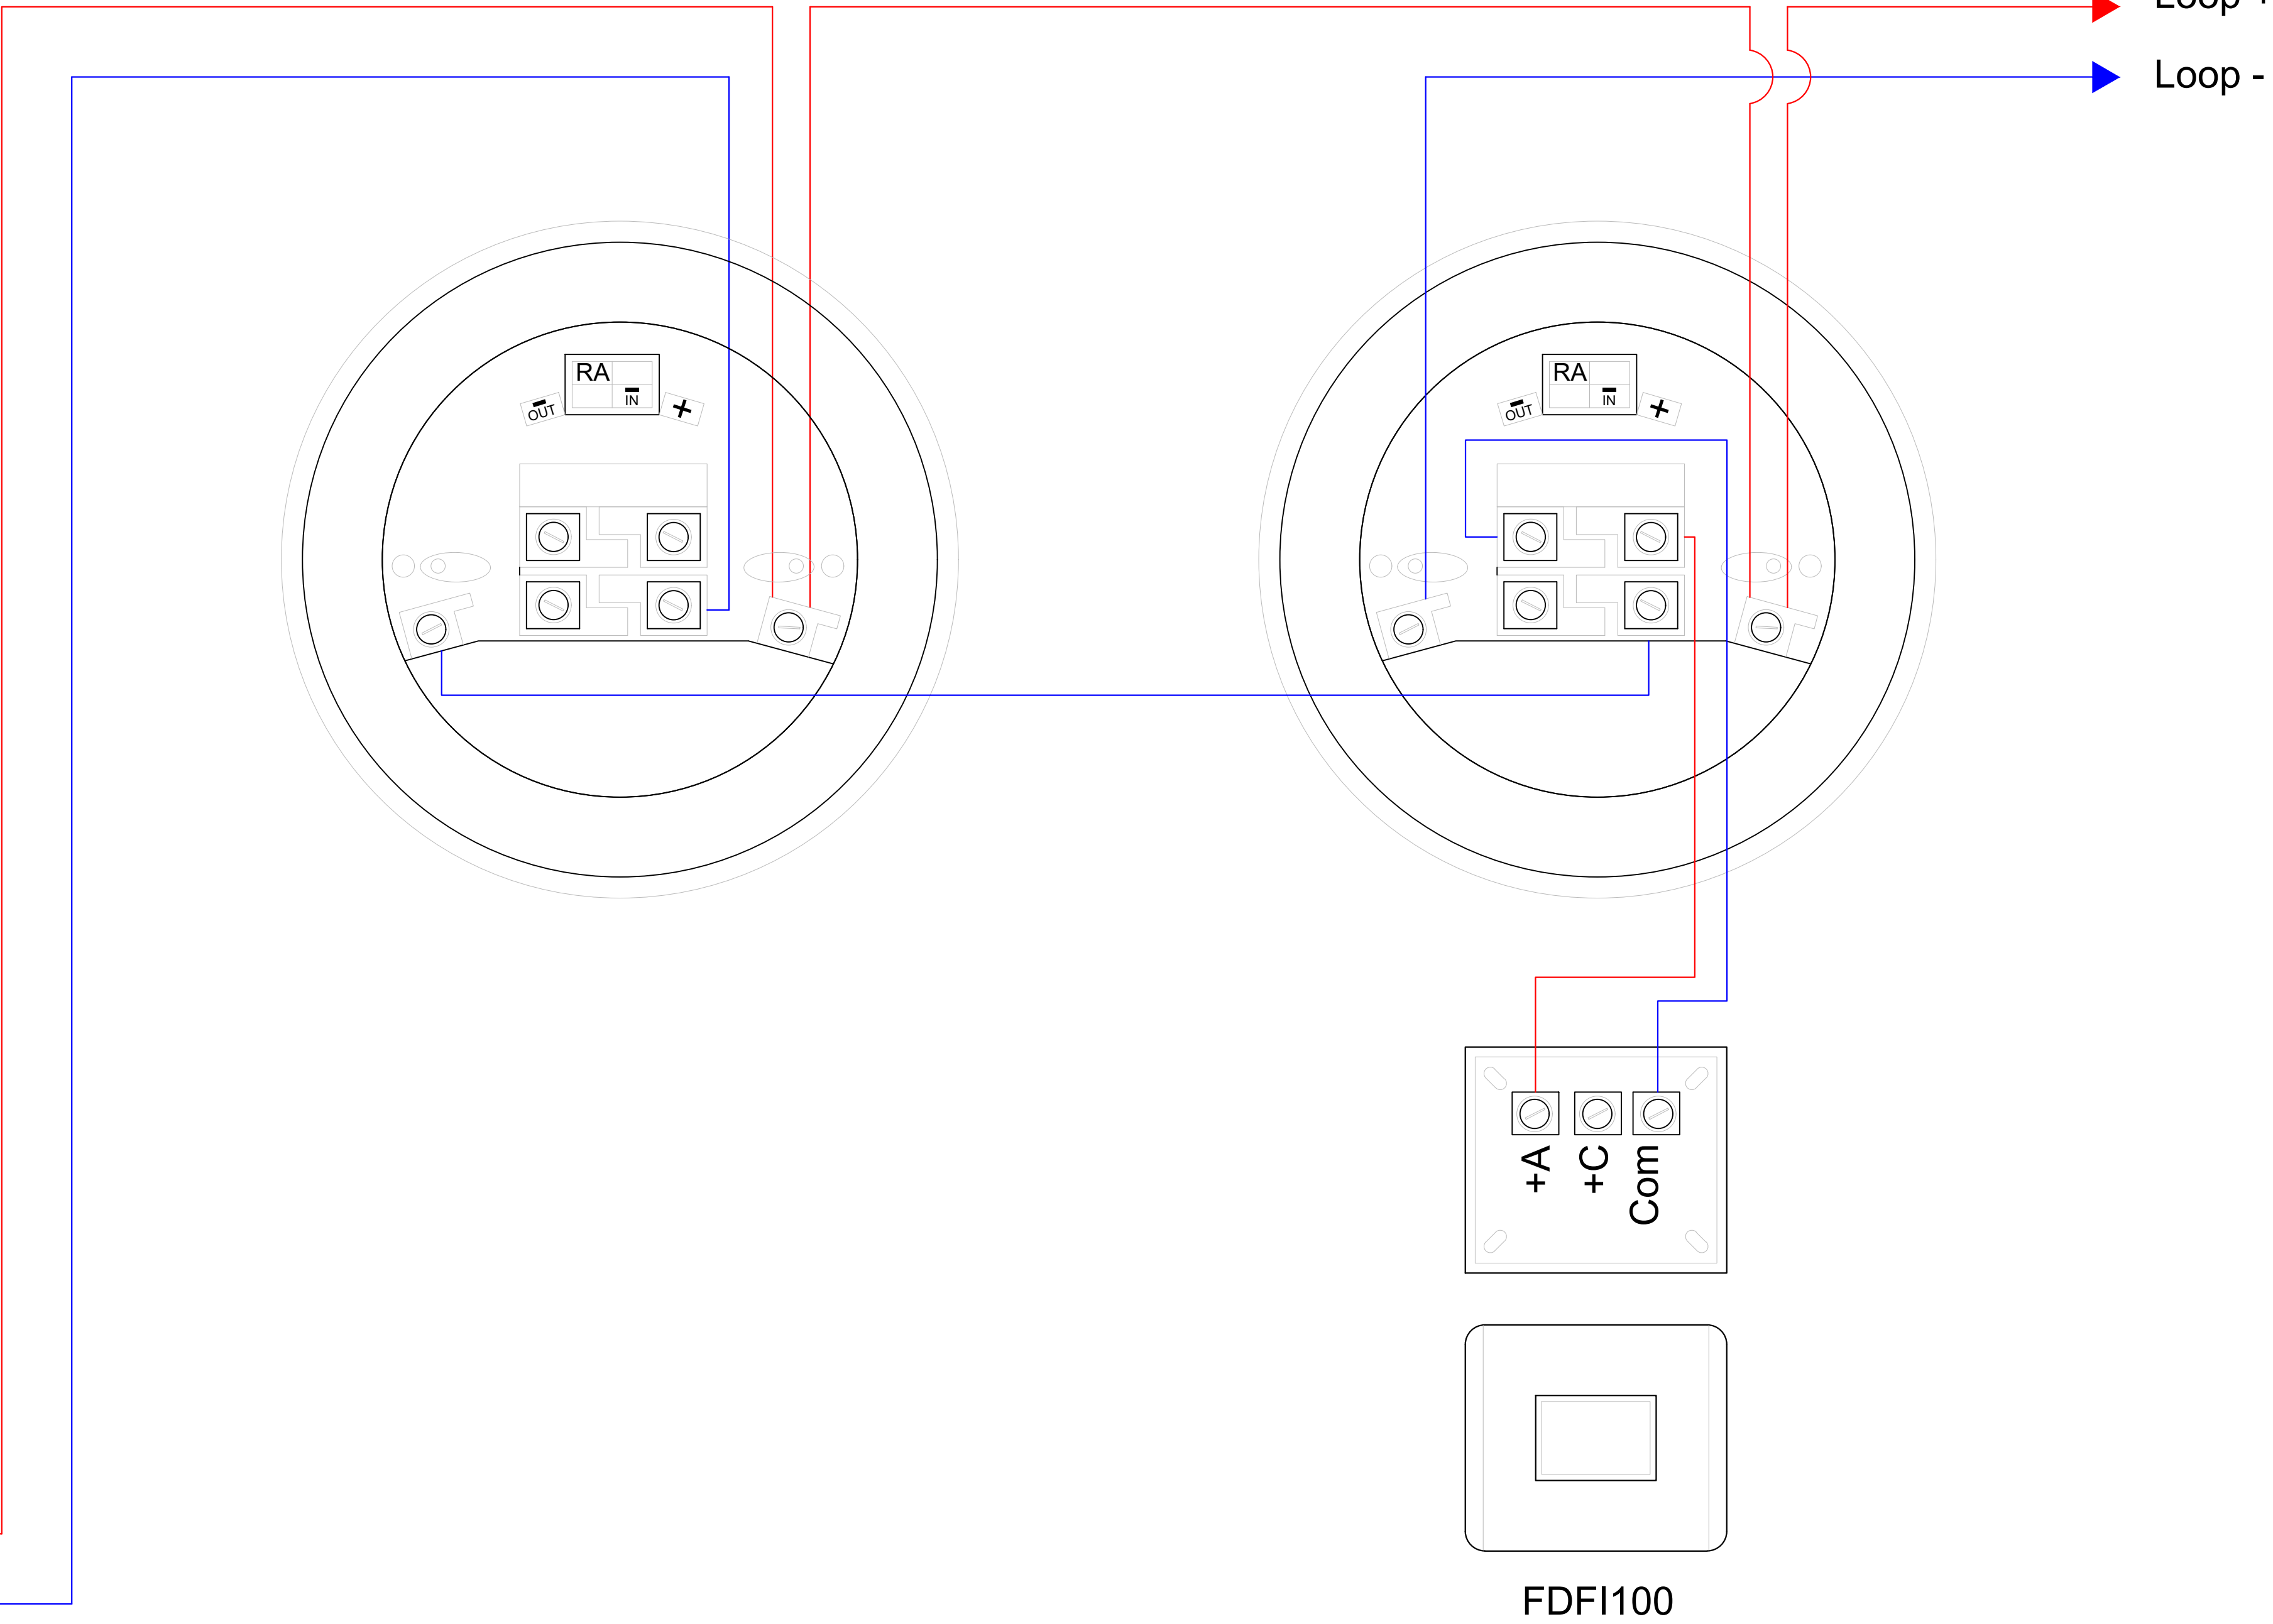 Loop +
Loop -
RA
OUT
IN
+
RA
OUT
IN
+
+A
+C
Com
FDFI100